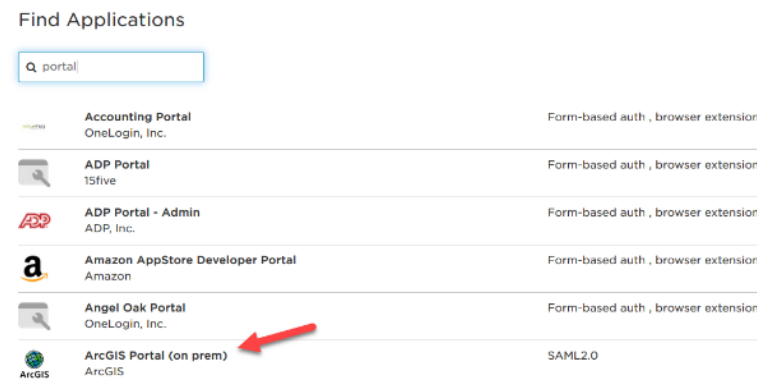 Find Applications
portal
Accounting Portal
Form-based auth , browser extension
OneLogin, Inc.
ADP Portal
Form-based auth , browser extension
15five
ADP
ADP Portal - Admin
Form-based auth , browser extension
ADP, Inc.
a
Amazon AppStore Developer Portal
Form-based auth , browser extension
Amazon
Angel Oak Portal
Form-based auth , browser extension
OneLogin, Inc.
ArcGIS Portal (on prem)
SAML2.0
ArcGIS
ArcGIS